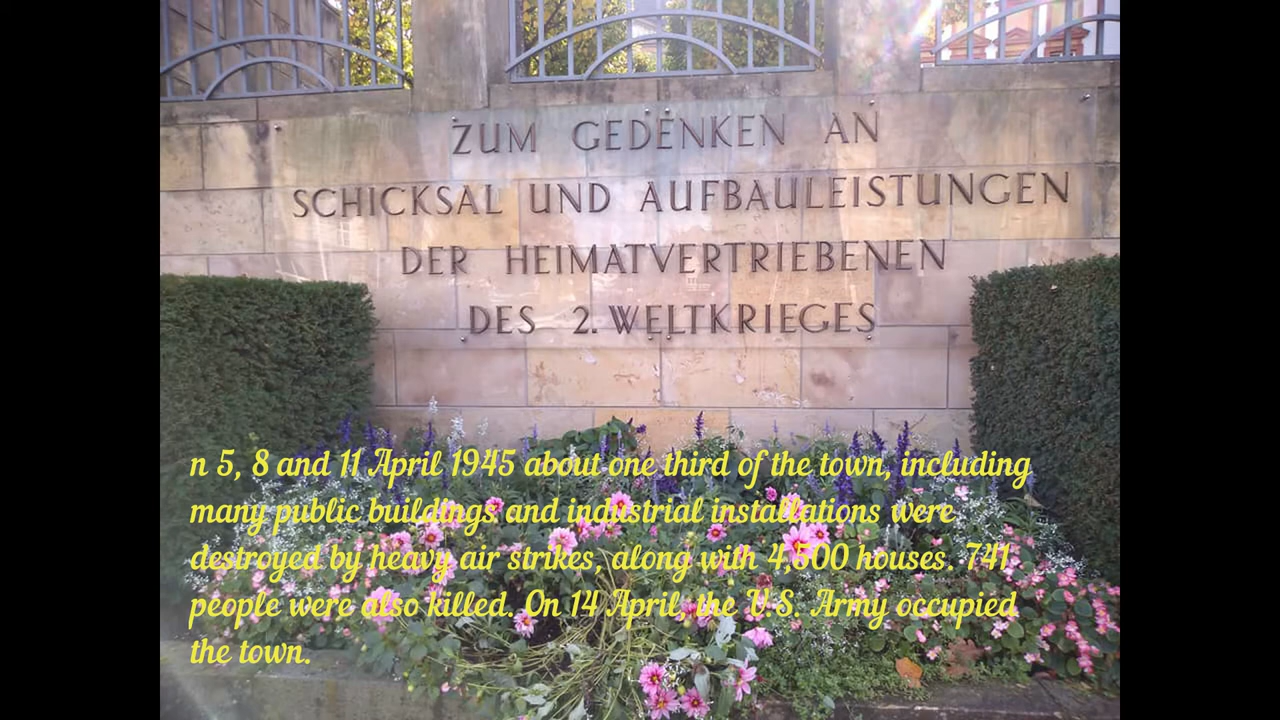 ZUM GEDENKEN AN
SCHICKSAL UND AUFBAULEISTUNGEN
DER HEIMATVERTRIEBENEN
DES 2. WELTKRIEGES
n 5, 8 and 11 April 1945 about one third of the town, including
many public buildings and industrial installations were
destroyed by heavy air strikes, along with 4,500 houses. 741
people were also killed. On 14 April, the U.S. Army occupied
the town.